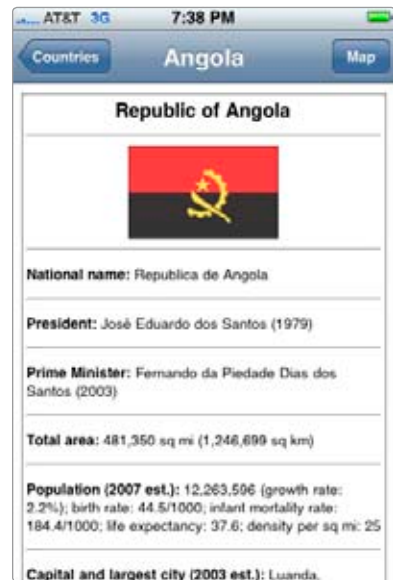 AT&T 3G 7:38 PM
Countries Angola Map
Republic of Angola
National name: Republica de Angola
President: José Eduardo dos Santos (1979)
Prime Minister: Fernando da Piedade Dias dos
Santos (2003)
Total area: 481,350 sq mi (1,246,699 sq km)
Population (2007 est.): 12,263,596 (growth rate:
2.2%); birth rate: 44.5/1000; infant mortality rate:
184.4/1000; life expectancy: 37.6; density per sq mi: 25
Capital and largest city (2003 est.): Luanda,